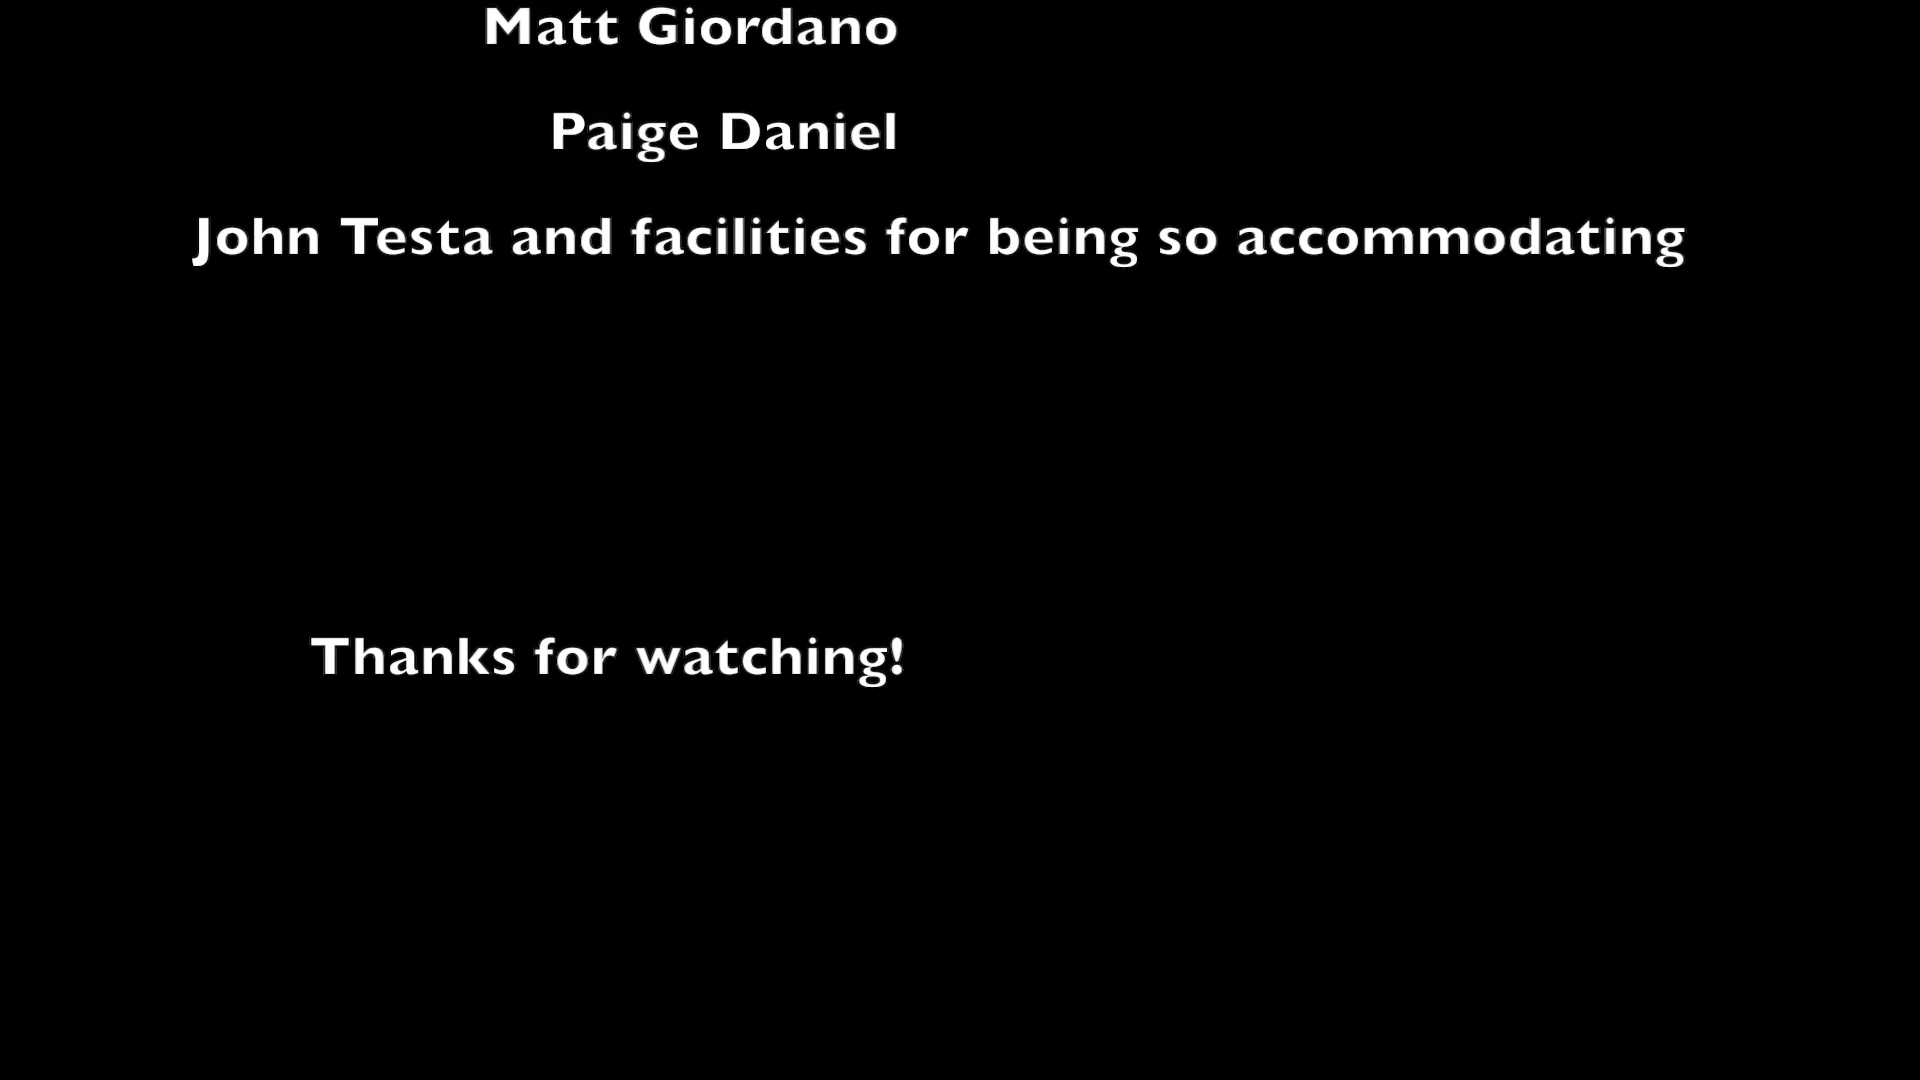 Matt Giordano
Paige Daniel
John Testa and facilities for being so accommodating
Thanks for watching!